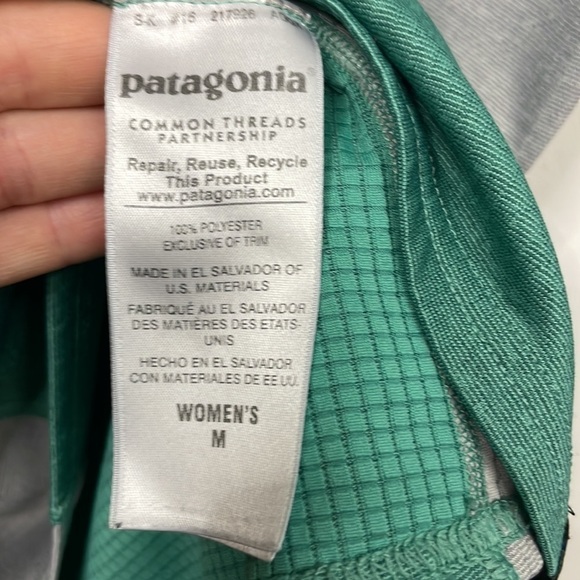 S-K #16 217926
patagonia®
COMMON THREADS
PARTNERSHIP
Repair, Reuse, Recycle
This Product
www.patagonia.com
100% POLYESTER
EXCLUSIVE OF TRIM
MADE IN EL SALVADOR OF
U.S. MATERIALS
FABRIQUÉ AU EL SALVADOR
DES MATIÈRES DES ETATS-
UNIS
HECHO EN EL SALVADOR
CON MATERIALES DE EE.UU.
WOMEN'S
M